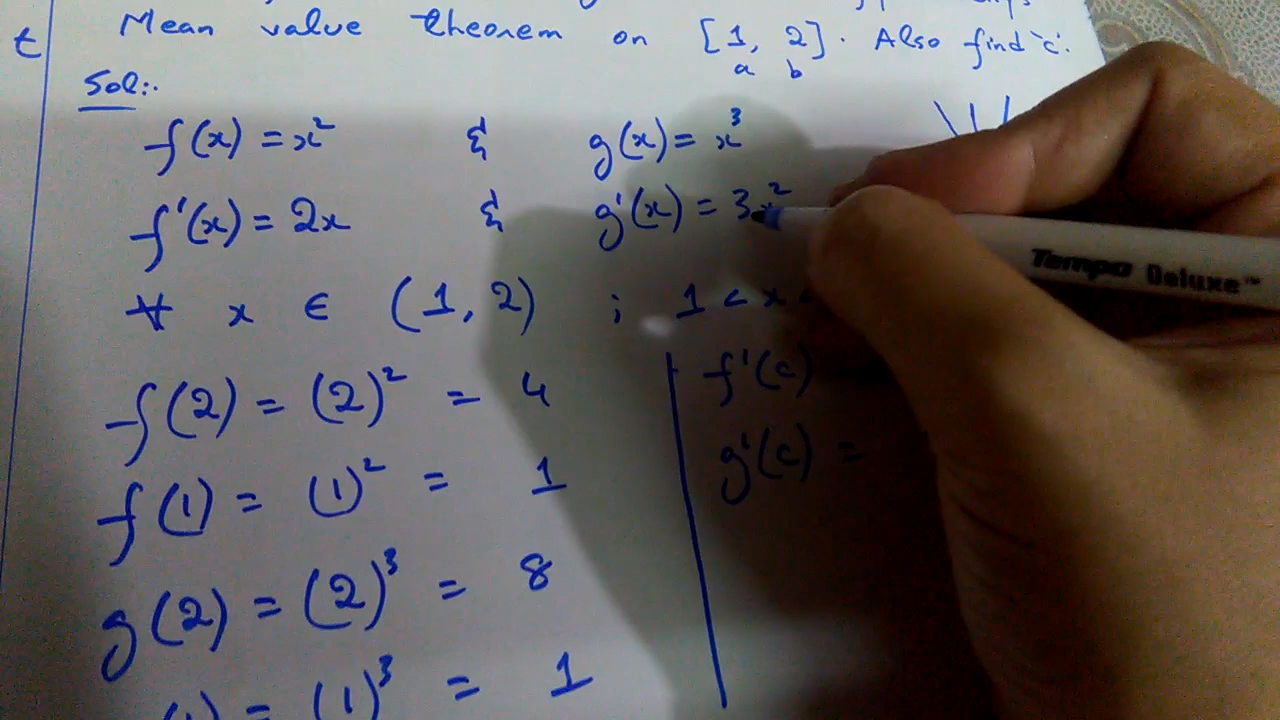 t
Mean value theorem on [1, 2]. Also find 'c'.
a b
Sol:.
f(x) = x² & g(x) = x³
f'(x) = 2x & g'(x) = 3x²
∀ x ∈ (1, 2) ; 1 < x <
f(2) = (2)² = 4
f'(c)
f(1) = (1)² = 1
g'(c) =
g(2) = (2)³ = 8
(1)³ = 1
Tempo Deluxe™